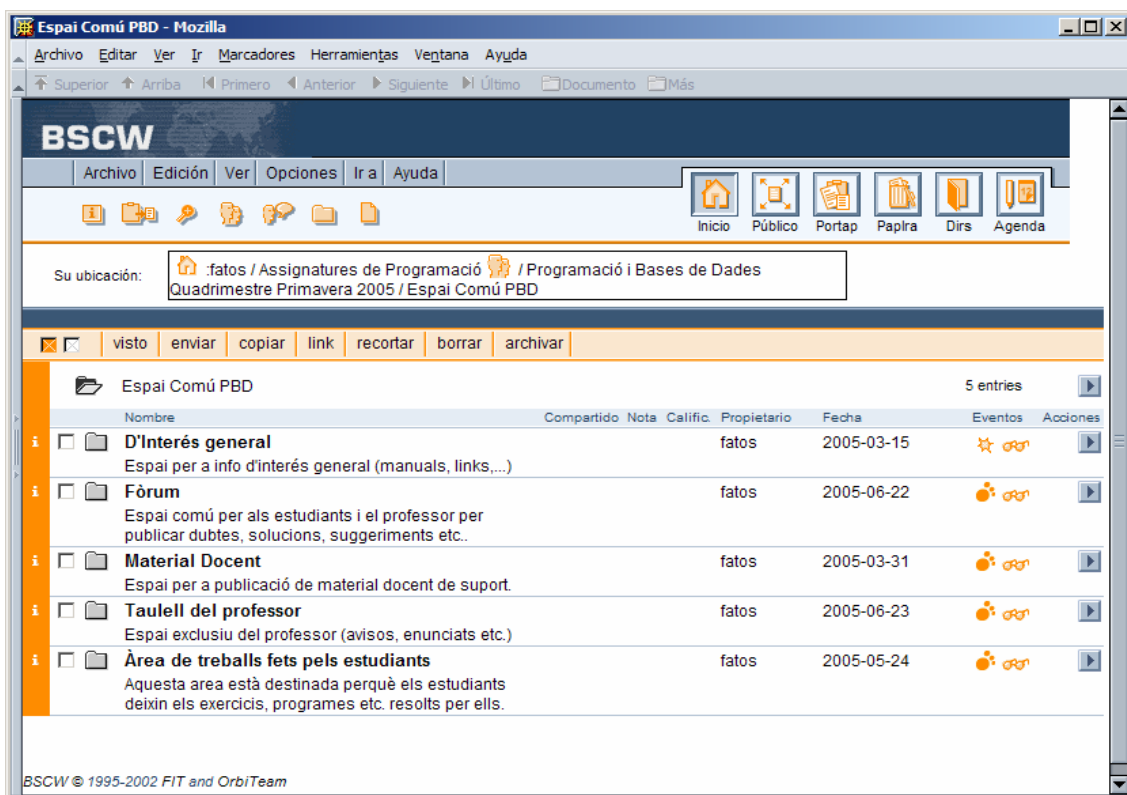 Espai Comú PBD - Mozilla
Archivo Editar Ver Ir Marcadores Herramientas Ventana Ayuda
Superior Arriba Primero Anterior Siguiente Último Documento Más
BSCW
Archivo Edición Ver Opciones Ir a Ayuda
Inicio Público Portap Paplra Dirs Agenda
Su ubicación: :fatos / Assignatures de Programació / Programació i Bases de Dades
Quadrimestre Primavera 2005 / Espai Comú PBD
visto enviar copiar link recortar borrar archivar
Espai Comú PBD 5 entries
Nombre Compartido Nota Calific. Propietario Fecha Eventos Acciones
D'Interés general fatos 2005-03-15
Espai per a info d'interés general (manuals, links,...)
Fòrum fatos 2005-06-22
Espai comú per als estudiants i el professor per
publicar dubtes, solucions, suggeriments etc..
Material Docent fatos 2005-03-31
Espai per a publicació de material docent de suport.
Taulell del professor fatos 2005-06-23
Espai exclusiu del professor (avisos, enunciats etc.)
Àrea de treballs fets pels estudiants fatos 2005-05-24
Aquesta area està destinada perquè els estudiants
deixin els exercicis, programes etc. resolts per ells.
BSCW © 1995-2002 FIT and OrbiTeam